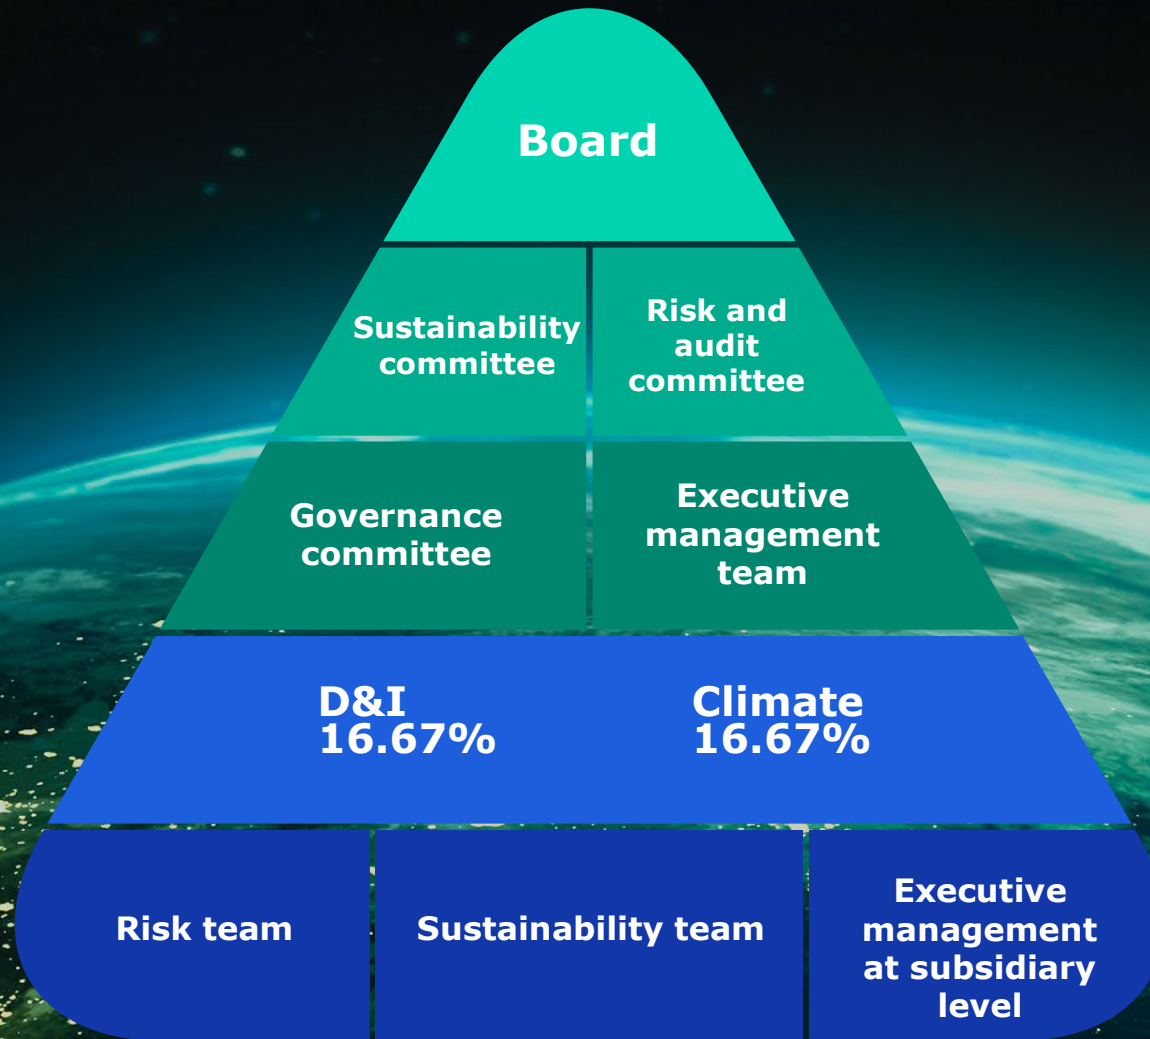 Board
Sustainability
committee
Risk and
audit
committee
Governance
committee
Executive
management
team
D&I
16.67%
Climate
16.67%
Risk team
Sustainability team
Executive
management
at subsidiary
level